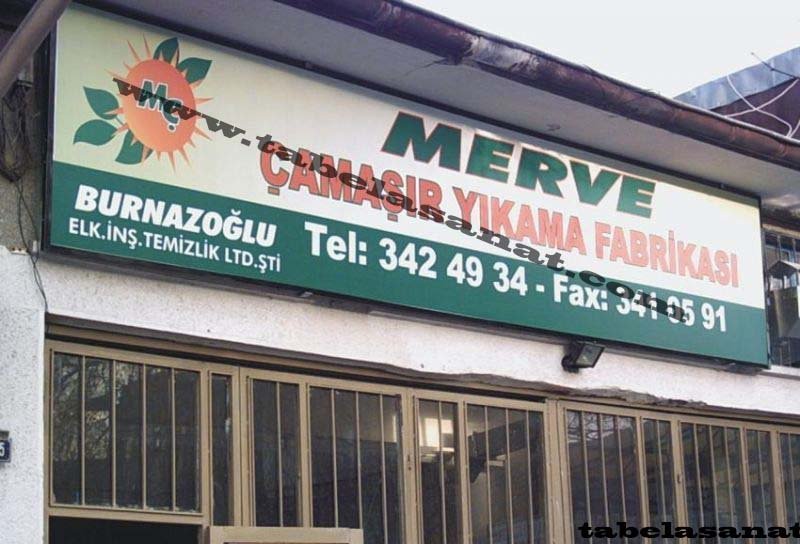 MÇ
MERVE
ÇAMAŞIR YIKAMA FABRİKASI
BURNAZOĞLU
ELK.İNŞ.TEMİZLİK LTD.ŞTİ
Tel: 342 49 34 - Fax: 341 05 91
www.tabelasanat.com
5
tabelasanat